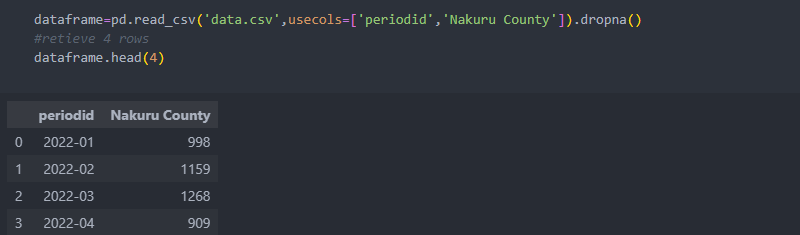 dataframe=pd.read_csv('data.csv',usecols=['periodid','Nakuru County']).dropna()
#retieve 4 rows
dataframe.head(4)
periodid Nakuru County
0 2022-01 998
1 2022-02 1159
2 2022-03 1268
3 2022-04 909